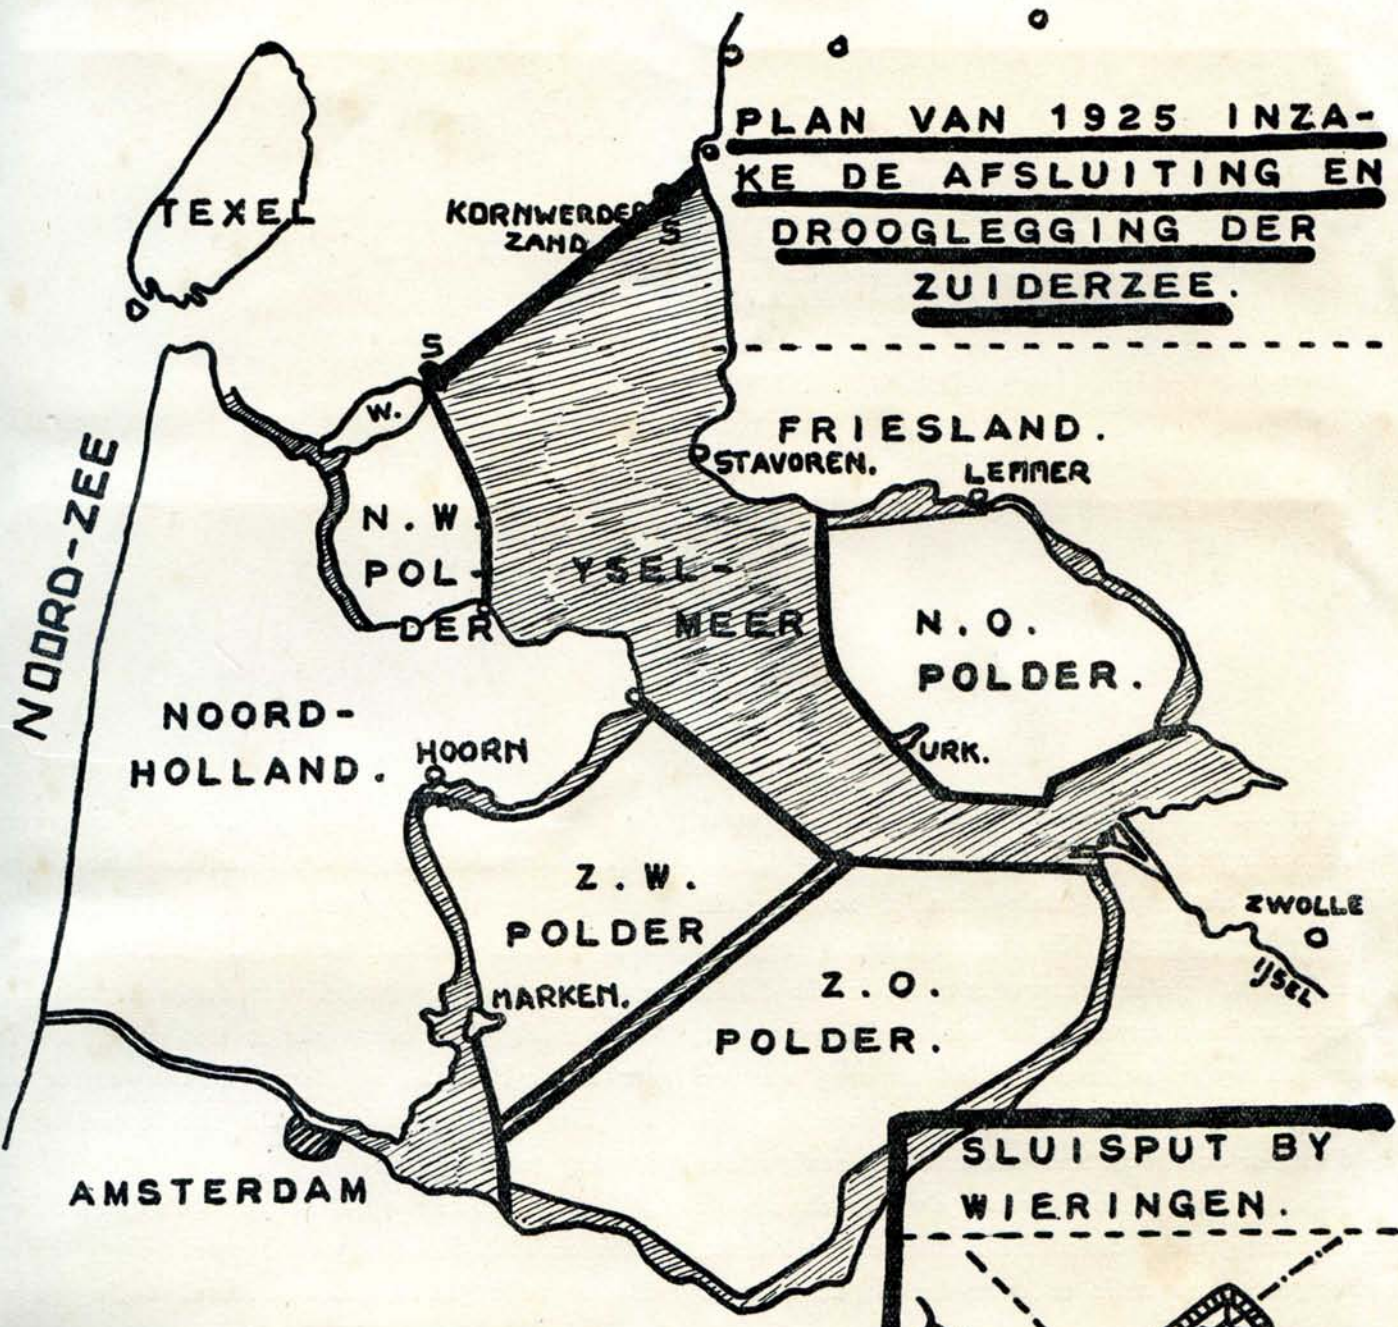 PLAN VAN 1925 INZA-
KE DE AFSLUITING EN
DROOGLEGGING DER
ZUIDERZEE.
TEXEL
KORNWERDER
ZAND
S
S
W.
FRIESLAND.
STAVOREN.
LEMMER
NOORD-ZEE
N.W.
POL-
DER
YSEL-
MEER
N.O.
POLDER.
URK.
NOORD-
HOLLAND.
HOORN
Z.W.
POLDER
MARKEN.
Z.O.
POLDER.
ZWOLLE
IJSEL
AMSTERDAM
SLUISPUT BY
WIERINGEN.